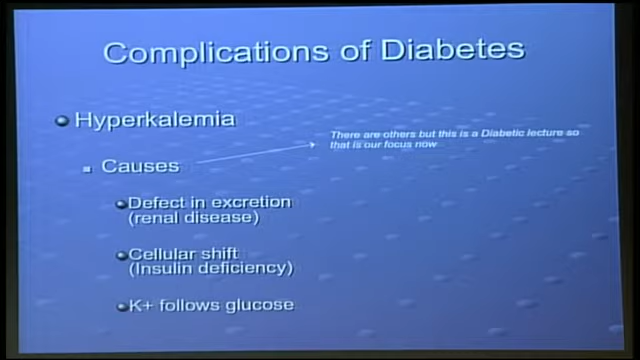 Complications of Diabetes
Hyperkalemia
There are others but this is a Diabetic lecture so
that is our focus now
Causes
Defect in excretion
(renal disease)
Cellular shift
(Insulin deficiency)
K+ follows glucose